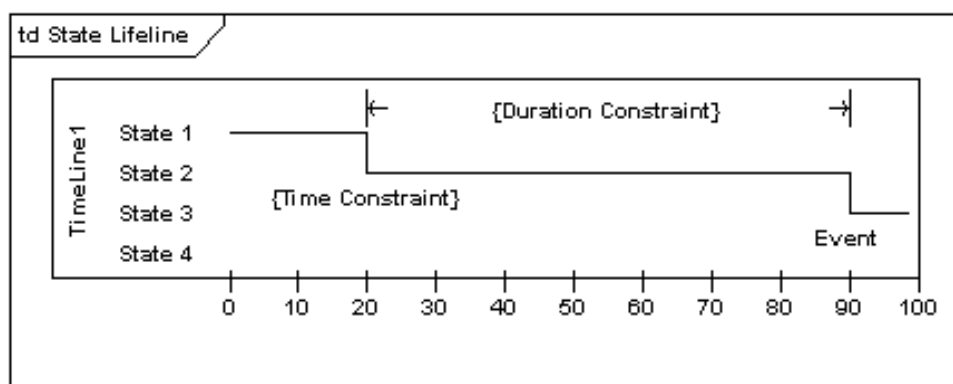 td State Lifeline
TimeLine1
{Duration Constraint}
State 1
State 2
{Time Constraint}
State 3
Event
State 4
0 10 20 30 40 50 60 70 80 90 100